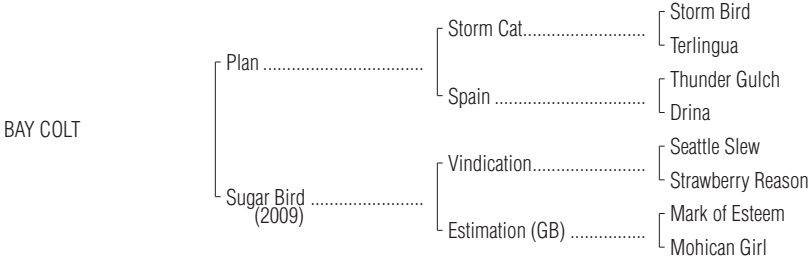 Storm Bird
Storm Cat..........................
Terlingua
Plan ..................................
Thunder Gulch
Spain ................................
Drina
BAY COLT
Seattle Slew
Vindication........................
Strawberry Reason
Sugar Bird ........................
(2009)
Mark of Esteem
Estimation (GB) ................
Mohican Girl